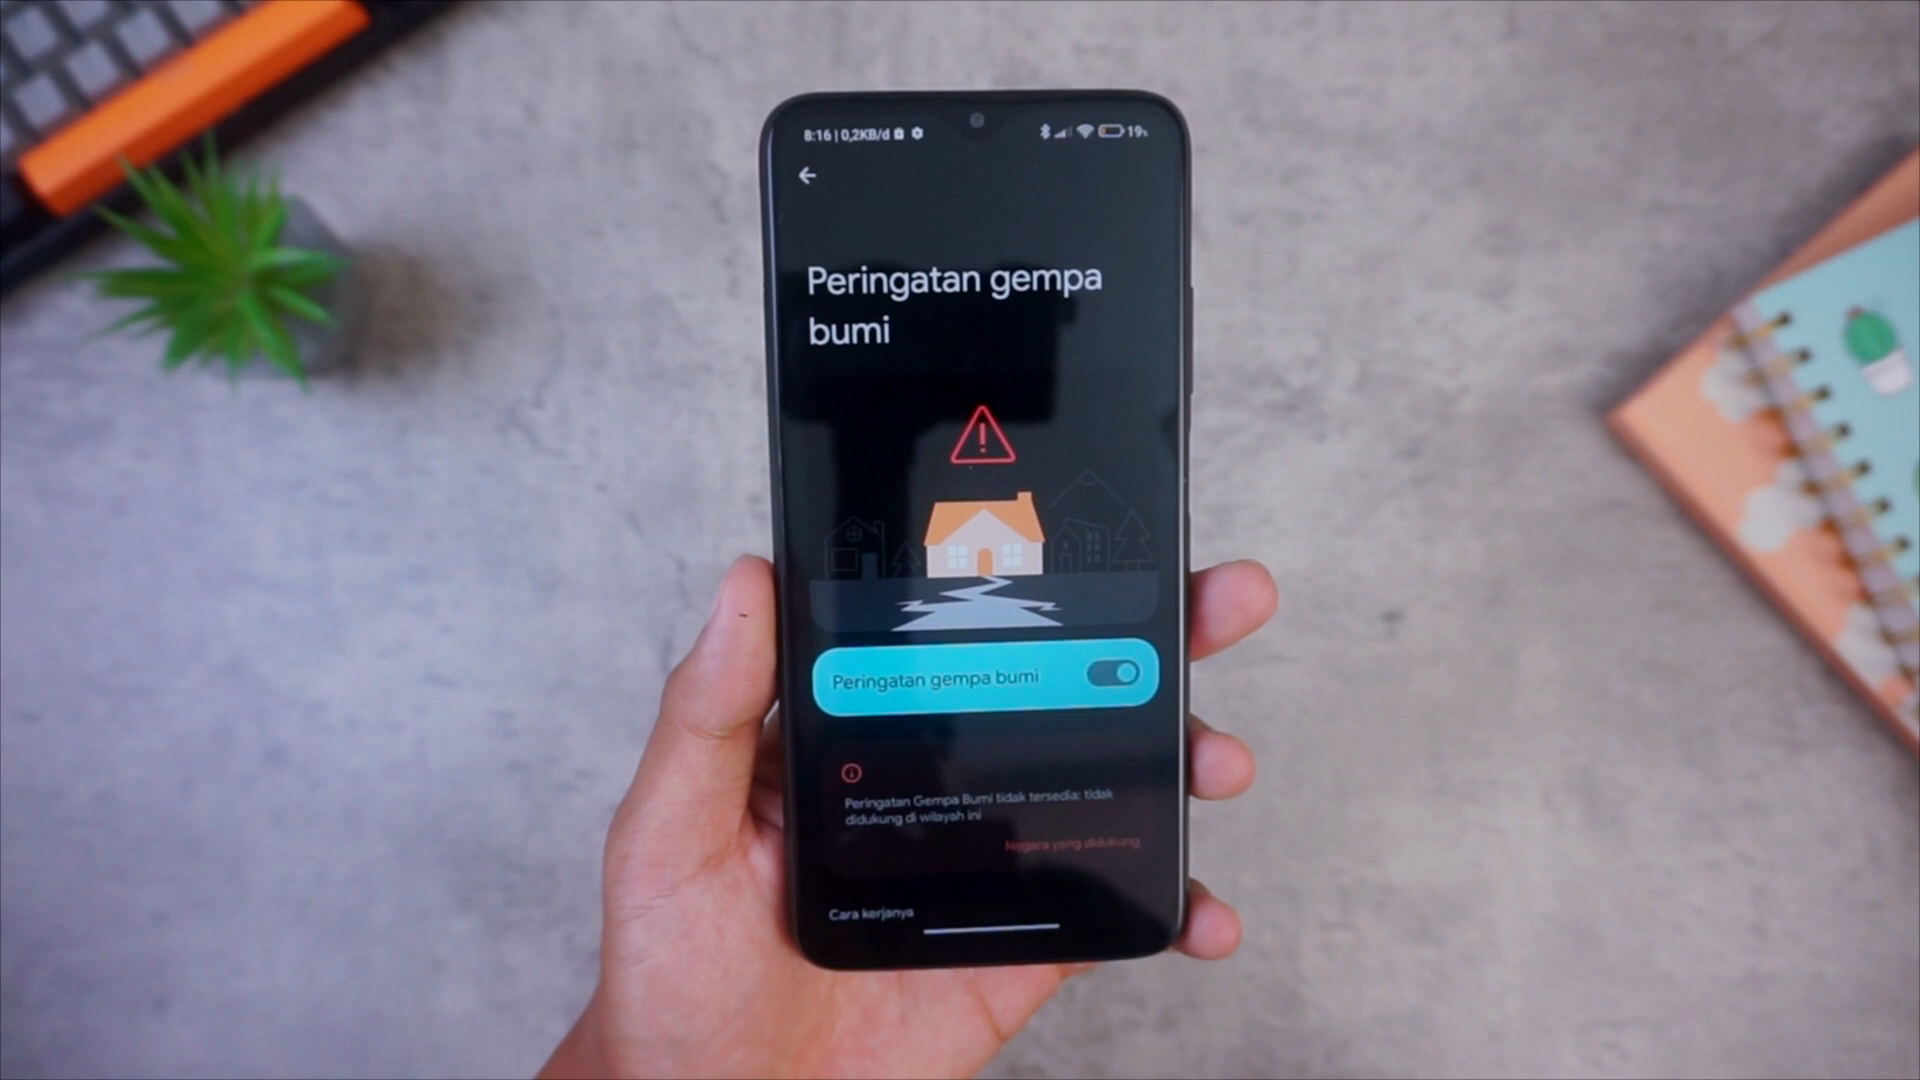 8:16 | 0,2KB/d
19%
Peringatan gempa
bumi
Peringatan gempa bumi
Peringatan Gempa Bumi tidak tersedia: tidak
didukung di wilayah ini
Negara yang didukung
Cara kerjanya